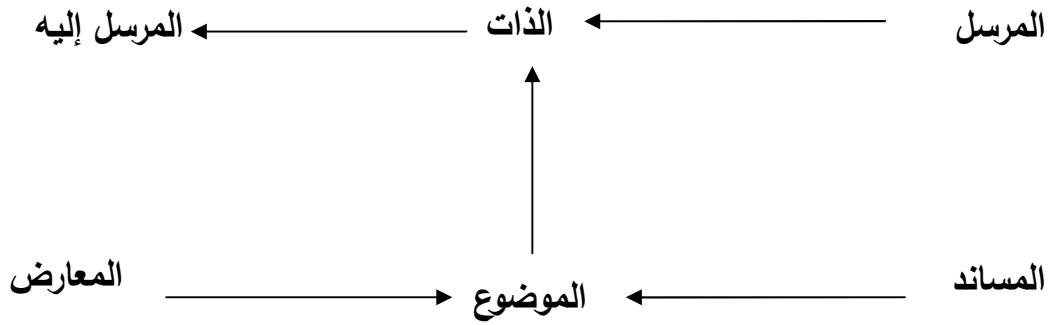 المرسل الذات المرسل إليه
المساند الموضوع المعارض